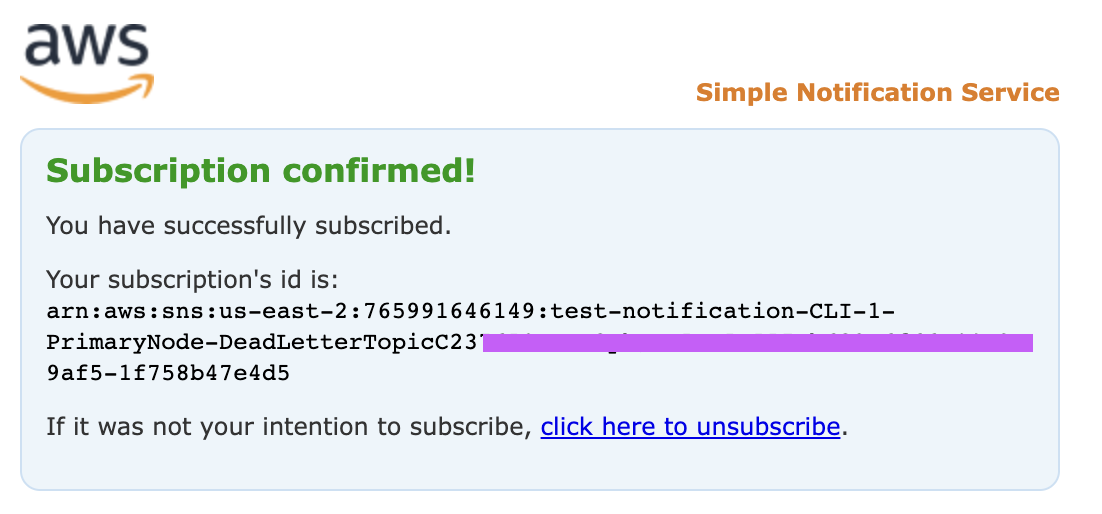 aws
Simple Notification Service
Subscription confirmed!
You have successfully subscribed.
Your subscription's id is:
arn:aws:sns:us-east-2:765991646149:test-notification-CLI-1-
PrimaryNode-DeadLetterTopicC237
9af5-1f758b47e4d5
If it was not your intention to subscribe, click here to unsubscribe.